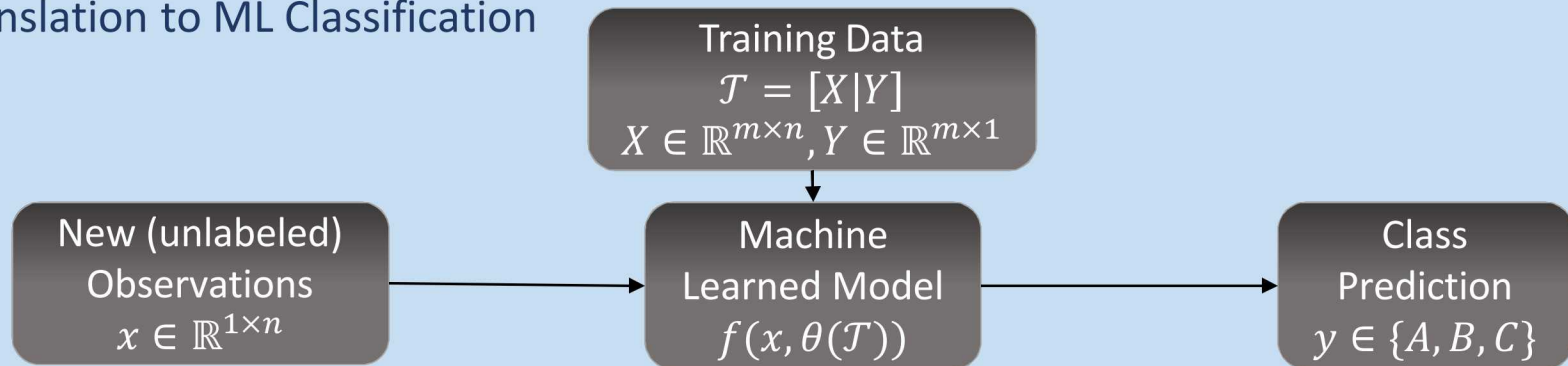 nslation to ML Classification
Training Data
𝒯 = [X|Y]
X ∈ ℝ^{m×n}, Y ∈ ℝ^{m×1}
New (unlabeled)
Observations
x ∈ ℝ^{1×n}
Machine
Learned Model
f(x, θ(𝒯))
Class
Prediction
y ∈ {A, B, C}